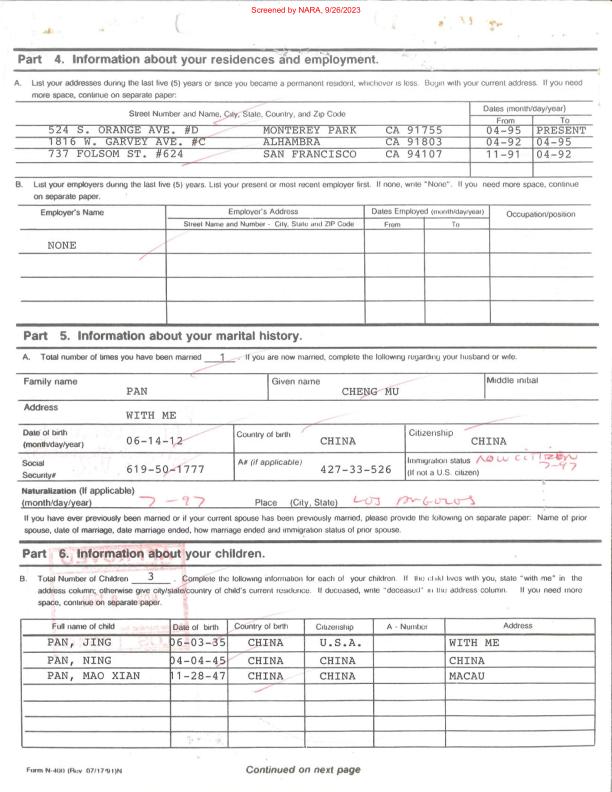 Screened by NARA, 9/26/2023
Part 4. Information about your residences and employment.
A. List your addresses during the last five (5) years or since you became a permanent resident, whichever is less. Begin with your current address. If you need
more space, continue on separate paper:
Street Number and Name, City, State, Country, and Zip Code Dates (month/day/year)
From To
524 S. ORANGE AVE. #D MONTEREY PARK CA 91755 04-95 PRESENT
1816 W. GARVEY AVE. #C ALHAMBRA CA 91803 04-92 04-95
737 FOLSOM ST. #624 SAN FRANCISCO CA 94107 11-91 04-92
B. List your employers during the last five (5) years. List your present or most recent employer first. If none, write "None". If you need more space, continue
on separate paper.
Employer's Name Employer's Address Dates Employed (month/day/year) Occupation/position
Street Name and Number - City, State and ZIP Code From To
NONE
Part 5. Information about your marital history.
A. Total number of times you have been married 1 If you are now married, complete the following regarding your husband or wife.
Family name Given name Middle initial
PAN CHENG MU
Address
WITH ME
Date of birth Country of birth Citizenship
(month/day/year) 06-14-12 CHINA CHINA
Social A# (if applicable) Immigration status NOW CITIZEN
Security# 619-50-1777 427-33-526 (If not a U.S. citizen) 7-97
Naturalization (If applicable)
(month/day/year) 7-97 Place (City, State) LOS ANGELES
If you have ever previously been married or if your current spouse has been previously married, please provide the following on separate paper: Name of prior
spouse, date of marriage, date marriage ended, how marriage ended and immigration status of prior spouse.
Part 6. Information about your children.
B. Total Number of Children 3 . Complete the following information for each of your children. If the child lives with you, state "with me" in the
address column; otherwise give city/state/country of child's current residence. If deceased, write "deceased" in the address column. If you need more
space, continue on separate paper.
Full name of child Date of birth Country of birth Citizenship A - Number Address
PAN, JING 06-03-35 CHINA U.S.A. WITH ME
PAN, NING 04-04-45 CHINA CHINA CHINA
PAN, MAO XIAN 11-28-47 CHINA CHINA MACAU
Form N-400 (Rev 07/17/91)N Continued on next page